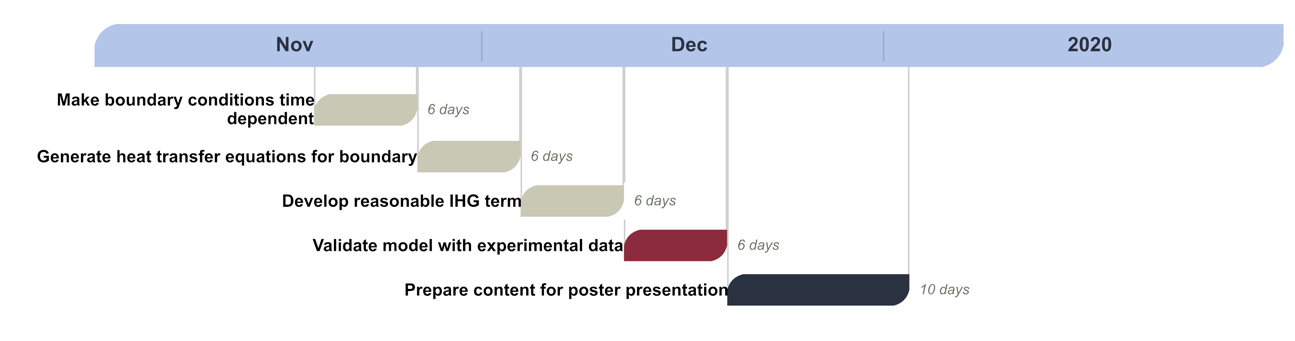 Nov Dec 2020
Make boundary conditions time
dependent
6 days
Generate heat transfer equations for boundary 6 days
Develop reasonable IHG term 6 days
Validate model with experimental data 6 days
Prepare content for poster presentation 10 days